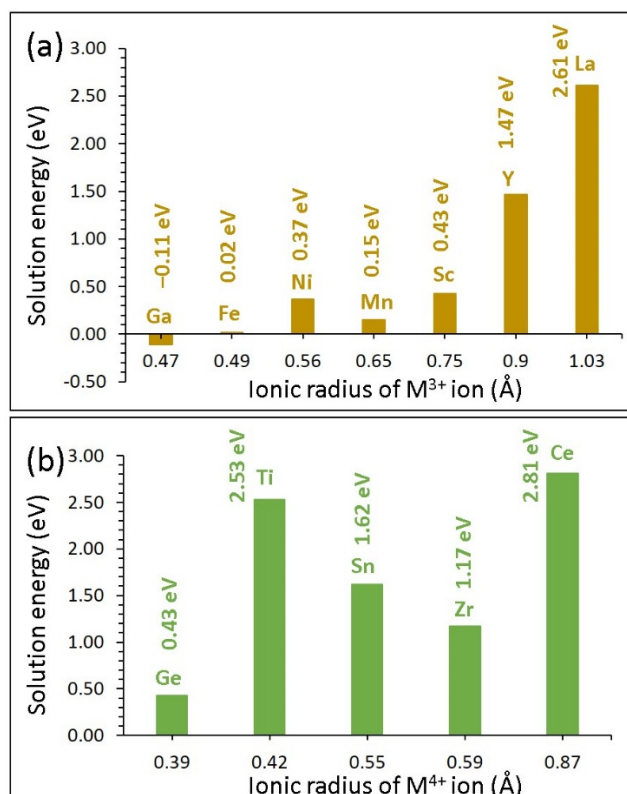 (a)
Solution energy (eV)
3.00
2.50
2.00
1.50
1.00
0.50
0.00
-0.50
−0.11 eV
Ga
0.02 eV
Fe
0.37 eV
Ni
0.15 eV
Mn
0.43 eV
Sc
1.47 eV
Y
2.61 eV
La
0.47 0.49 0.56 0.65 0.75 0.9 1.03
Ionic radius of M³⁺ ion (Å)
(b)
Solution energy (eV)
3.00
2.50
2.00
1.50
1.00
0.50
0.00
0.43 eV
Ge
2.53 eV
Ti
1.62 eV
Sn
1.17 eV
Zr
2.81 eV
Ce
0.39 0.42 0.55 0.59 0.87
Ionic radius of M⁴⁺ ion (Å)